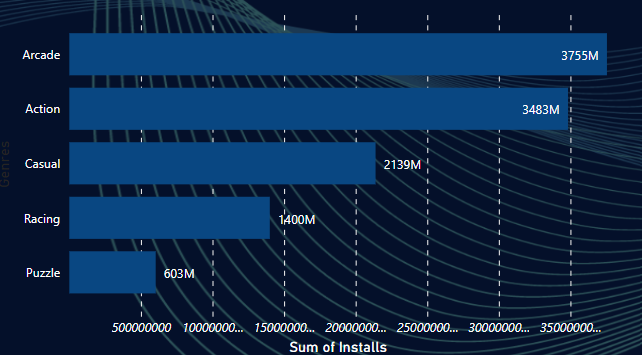 Genres
Arcade 3755M
Action 3483M
Casual 2139M
Racing 1400M
Puzzle 603M
500000000 10000000... 15000000... 20000000... 25000000... 30000000... 35000000...
Sum of Installs